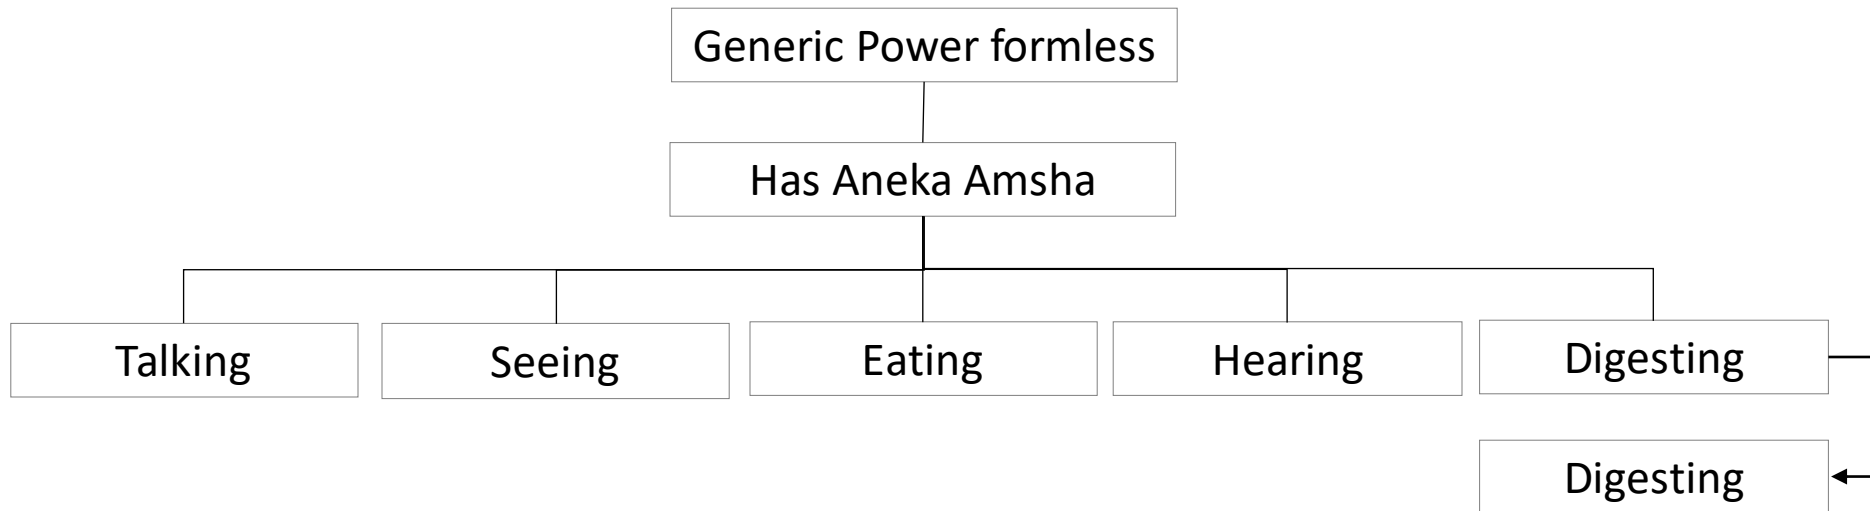 Generic Power formless
Has Aneka Amsha
Talking
Seeing
Eating
Hearing
Digesting
Digesting